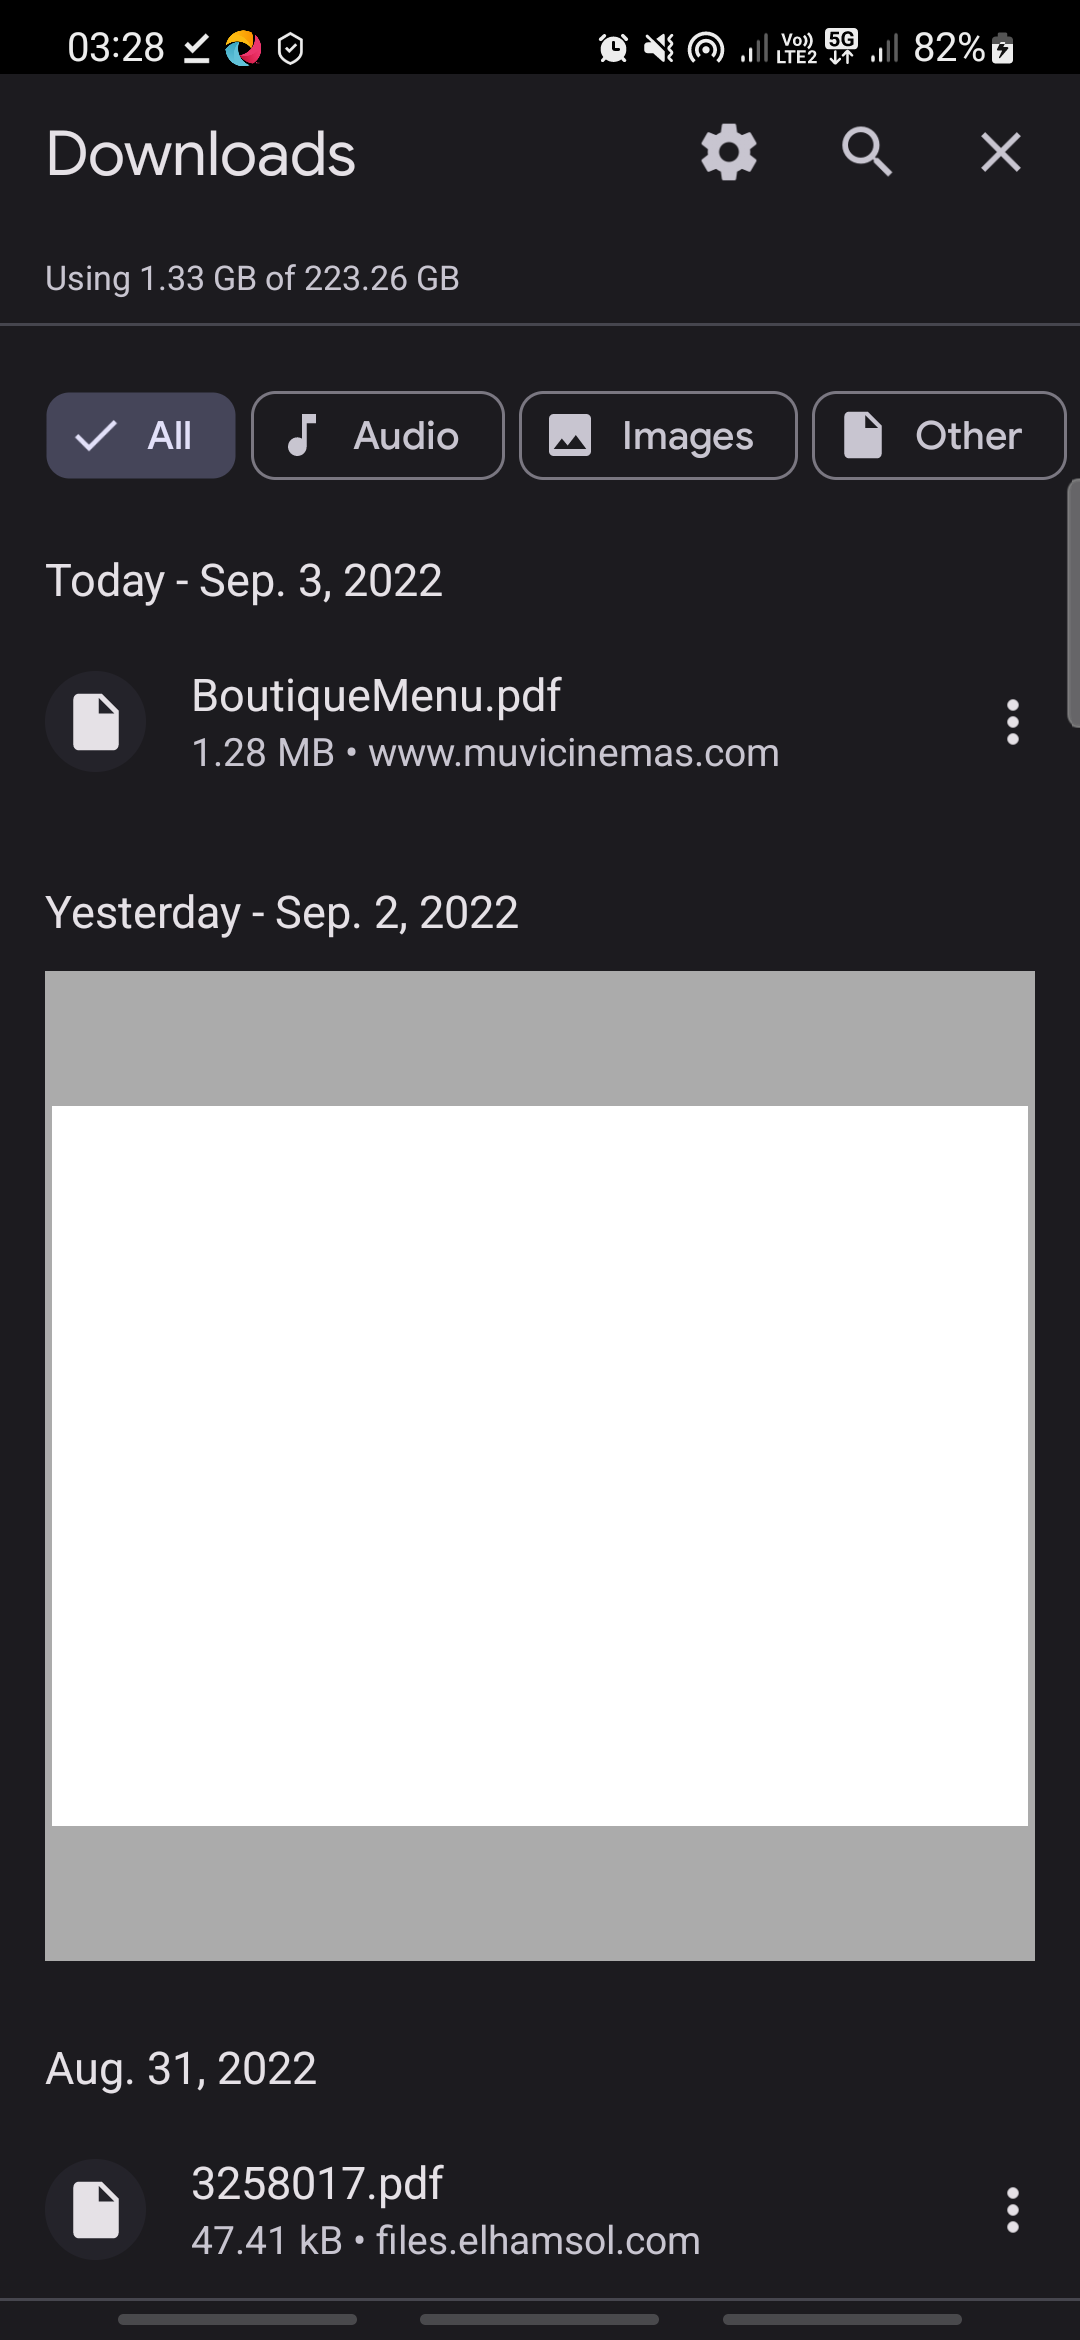 03:28
Vo)) LTE2 5G 82%
Downloads
Using 1.33 GB of 223.26 GB
All Audio Images Other
Today - Sep. 3, 2022
BoutiqueMenu.pdf
1.28 MB • www.muvicinemas.com
Yesterday - Sep. 2, 2022
Aug. 31, 2022
3258017.pdf
47.41 kB • files.elhamsol.com